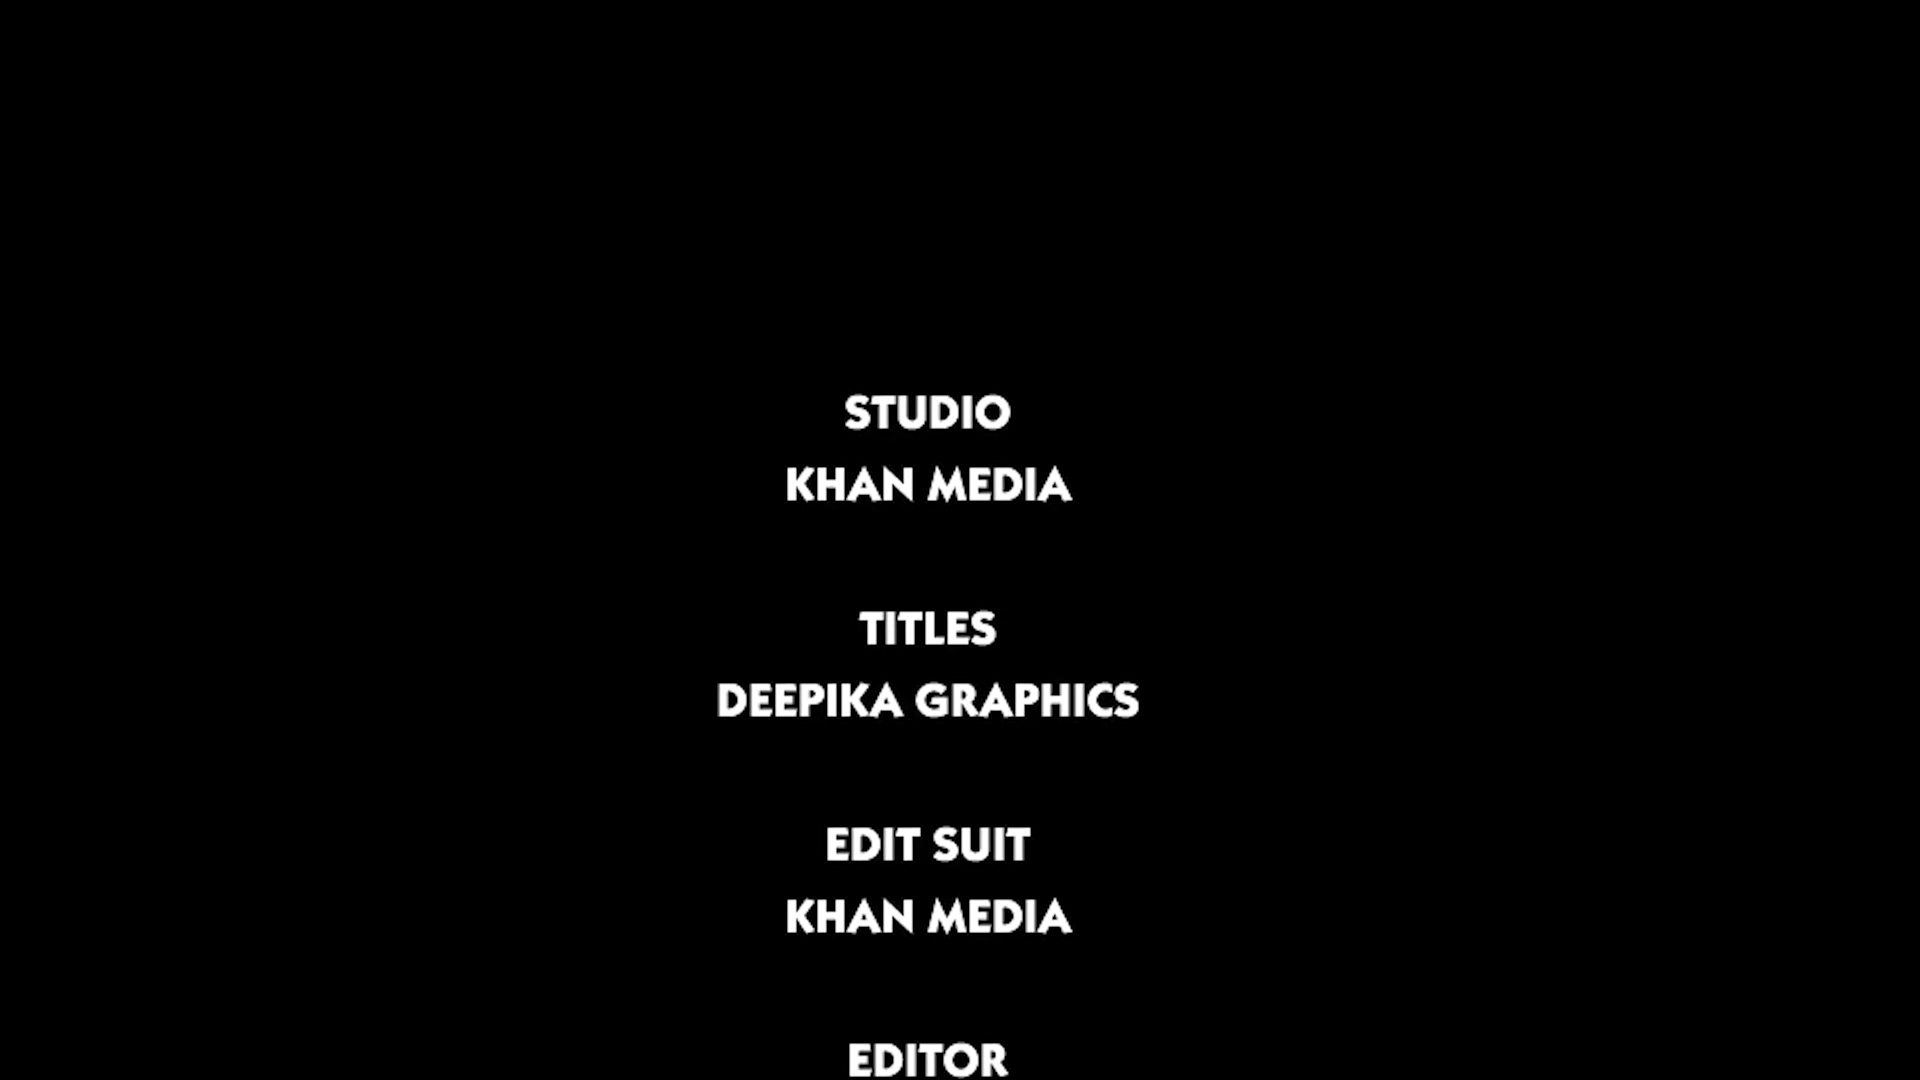 STUDIO
KHAN MEDIA
TITLES
DEEPIKA GRAPHICS
EDIT SUIT
KHAN MEDIA
EDITOR